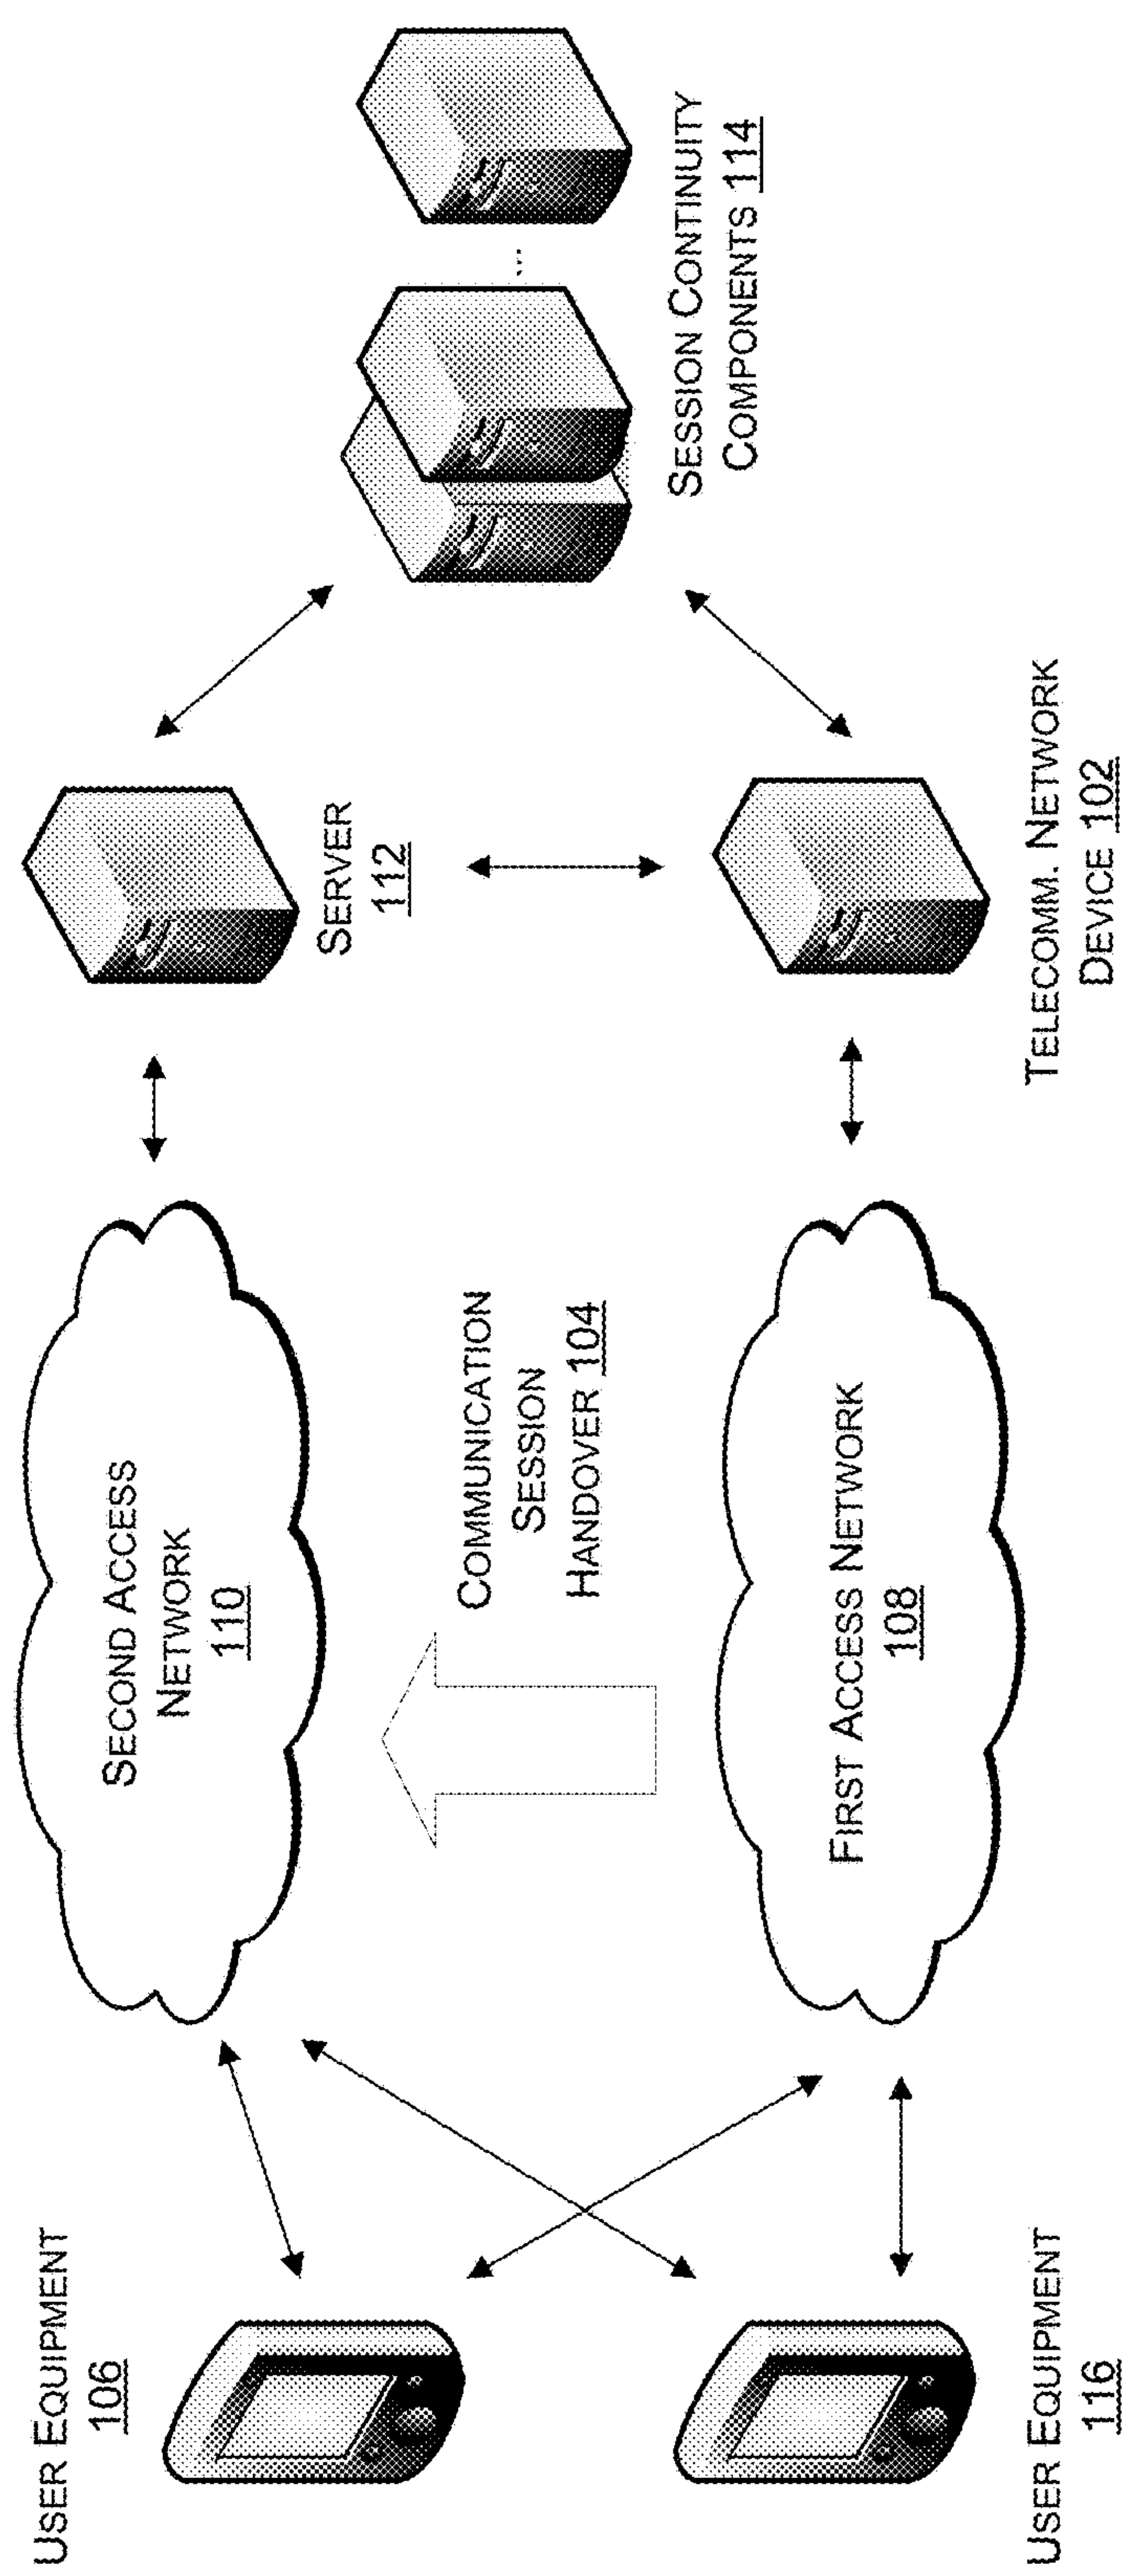 USER EQUIPMENT
106
SECOND ACCESS
NETWORK
110
SERVER
112
COMMUNICATION
SESSION
HANDOVER 104
SESSION CONTINUITY
COMPONENTS 114
FIRST ACCESS NETWORK
108
USER EQUIPMENT
116
TELECOMM. NETWORK
DEVICE 102